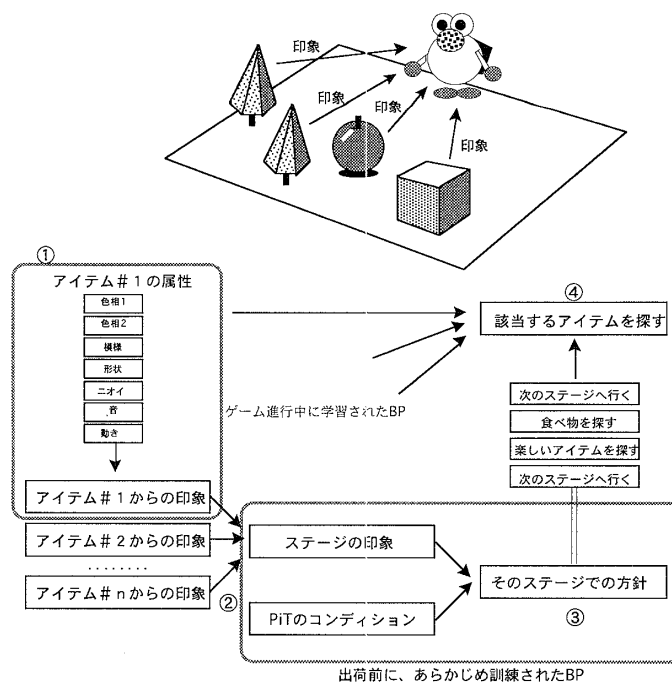 印象
印象
印象
印象
①
アイテム＃１の属性
色相1
色相2
模様
形状
ニオイ
音
動き
アイテム＃１からの印象
アイテム＃２からの印象
........
アイテム＃nからの印象
ゲーム進行中に学習されたBP
②
ステージの印象
PiTのコンディション
④
該当するアイテムを探す
次のステージへ行く
食べ物を探す
楽しいアイテムを探す
次のステージへ行く
そのステージでの方針
③
出荷前に、あらかじめ訓練されたBP